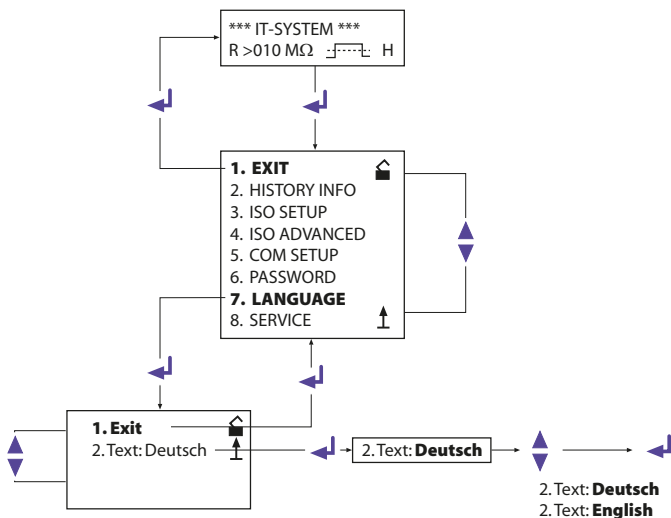 *** IT-SYSTEM ***
R >010 MΩ H
1. EXIT
2. HISTORY INFO
3. ISO SETUP
4. ISO ADVANCED
5. COM SETUP
6. PASSWORD
7. LANGUAGE
8. SERVICE
1. Exit
2. Text: Deutsch
2. Text: Deutsch
2. Text: Deutsch
2. Text: English